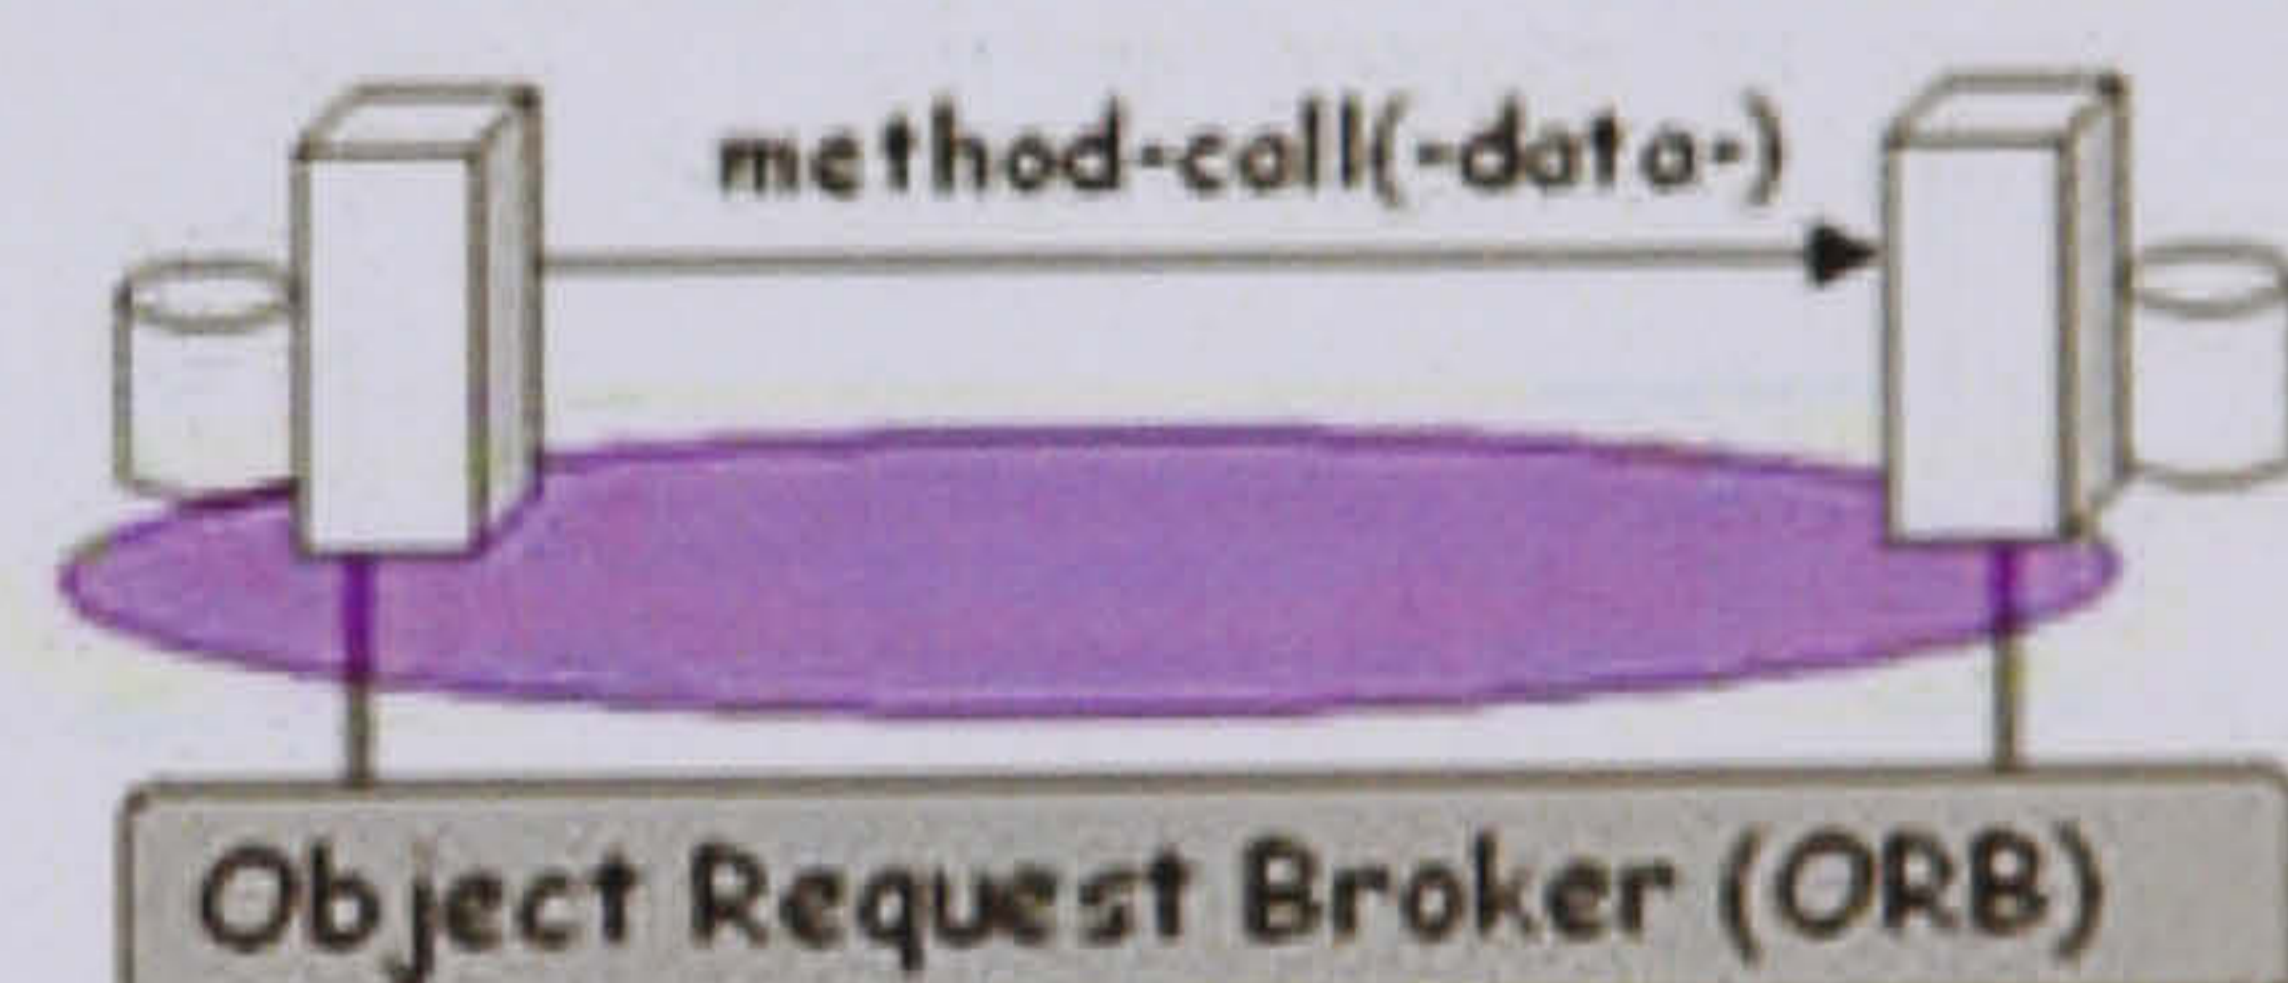 method-call(-data-)
Object Request Broker (ORB)